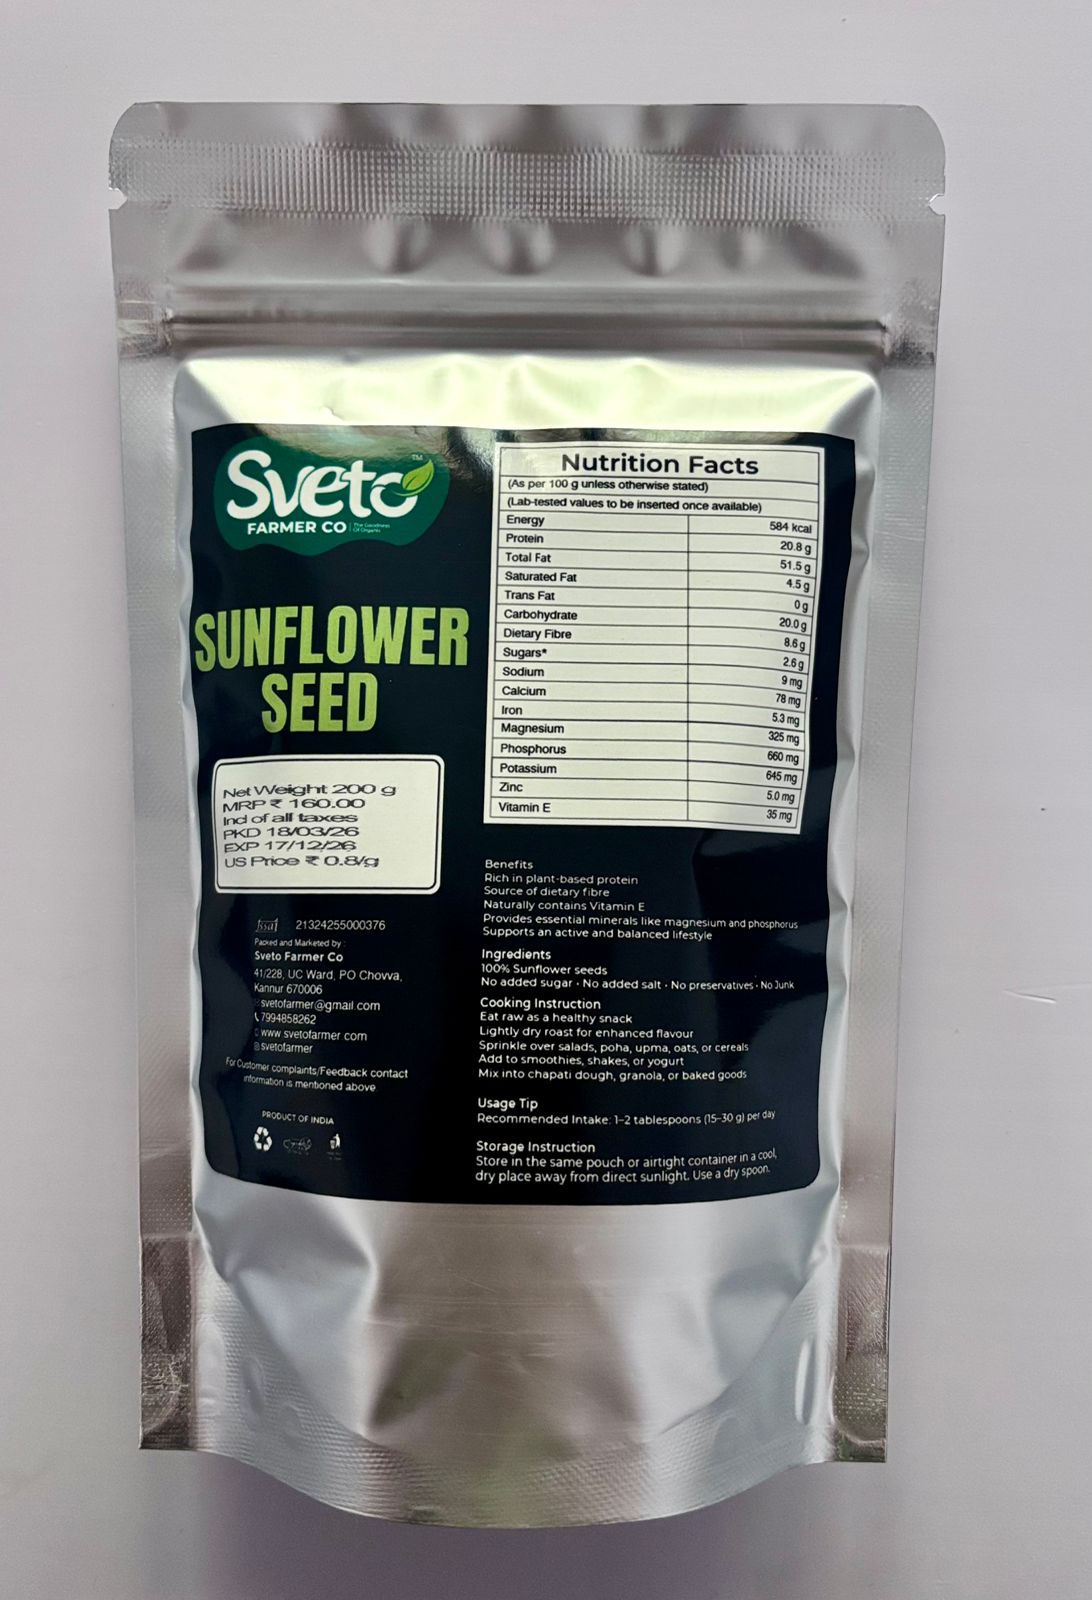 Sveto
TM
FARMER CO
The Goodness
Of Organic
SUNFLOWER
SEED
Net Weight 200 g
MRP ₹ 160.00
Incl of all taxes
PKD 18/03/26
EXP 17/12/26
US Price ₹ 0.8/g
fssai 21324255000376
Packed and Marketed by :
Sveto Farmer Co
41/228, UC Ward, PO Chovva,
Kannur 670006
svetofarmer@gmail.com
7994858262
www svetofarmer com
svetofarmer
For Customer complaints/Feedback contact
information is mentioned above
PRODUCT OF INDIA
Nutrition Facts
(As per 100 g unless otherwise stated)
(Lab-tested values to be inserted once available)
Energy 584 kcal
Protein 20.8 g
Total Fat 51.5 g
Saturated Fat 4.5 g
Trans Fat 0 g
Carbohydrate 20.0 g
Dietary Fibre 8.6 g
Sugars* 2.6 g
Sodium 9 mg
Calcium 78 mg
Iron 5.3 mg
Magnesium 325 mg
Phosphorus 660 mg
Potassium 645 mg
Zinc 5.0 mg
Vitamin E 35 mg
Benefits
Rich in plant-based protein
Source of dietary fibre
Naturally contains Vitamin E
Provides essential minerals like magnesium and phosphorus
Supports an active and balanced lifestyle
Ingredients
100% Sunflower seeds
No added sugar • No added salt • No preservatives • No Junk
Cooking Instruction
Eat raw as a healthy snack
Lightly dry roast for enhanced flavour
Sprinkle over salads, poha, upma, oats, or cereals
Add to smoothies, shakes, or yogurt
Mix into chapati dough, granola, or baked goods
Usage Tip
Recommended Intake: 1–2 tablespoons (15–30 g) per day
Storage Instruction
Store in the same pouch or airtight container in a cool,
dry place away from direct sunlight. Use a dry spoon.